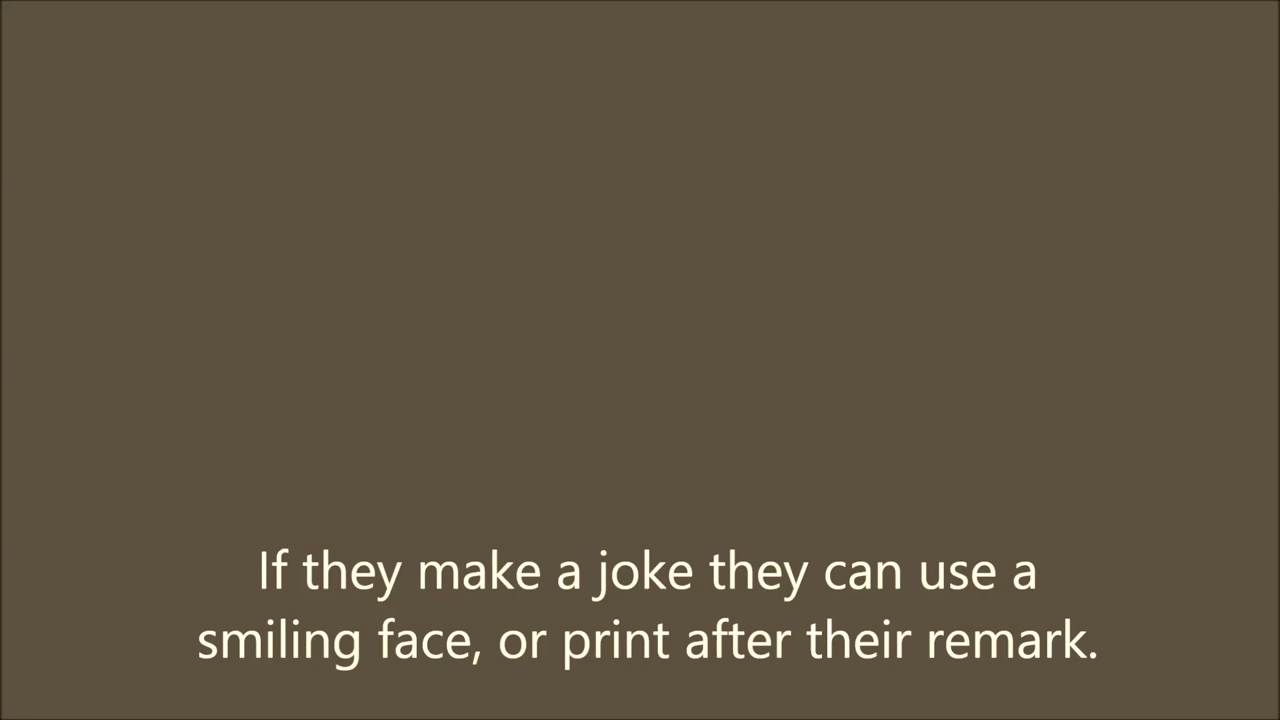 If they make a joke they can use a
smiling face, or print after their remark.